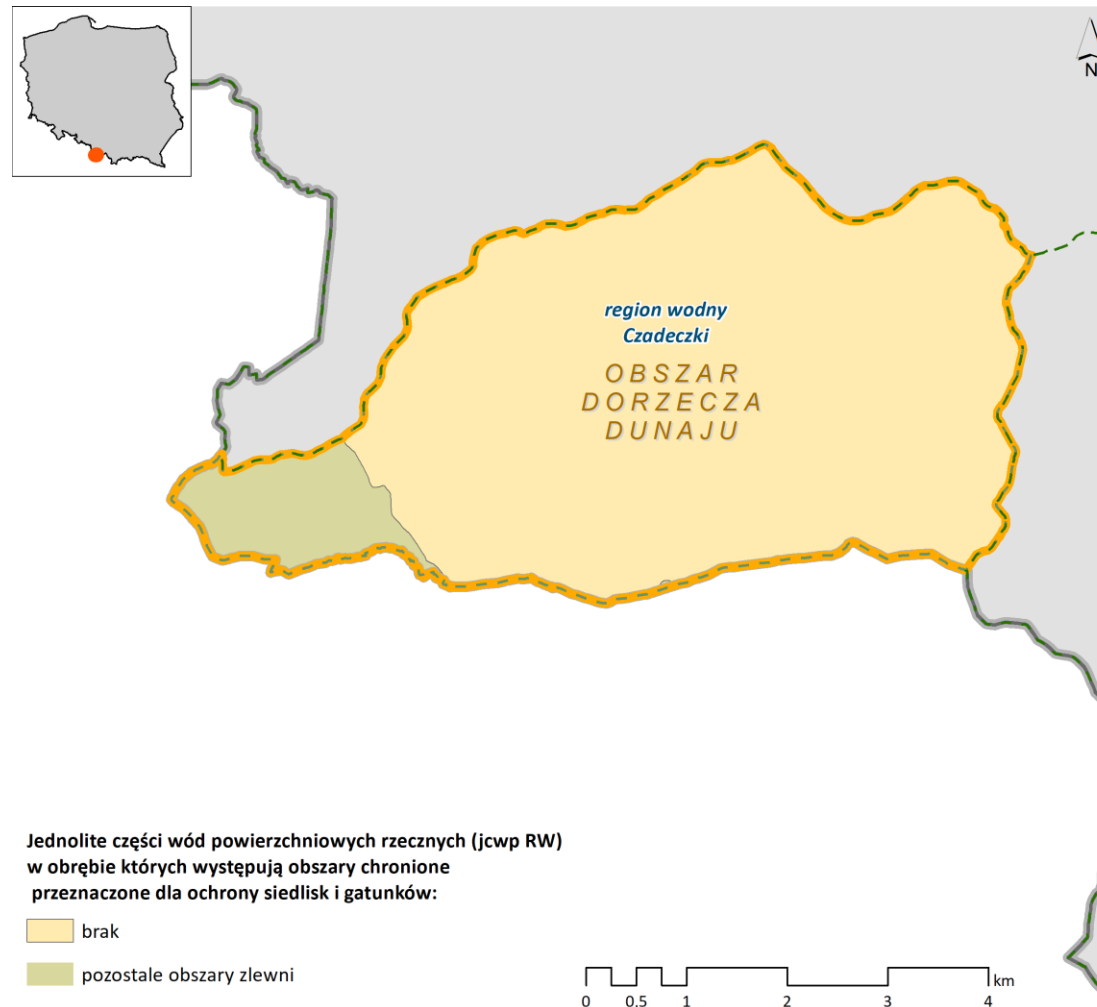 N
region wodny
Czadeczki
OBSZAR
DORZECZA
DUNAJU
Jednolite części wód powierzchniowych rzecznych (jcwp RW)
w obrębie których występują obszary chronione
przeznaczone dla ochrony siedlisk i gatunków:
brak
pozostałe obszary zlewni
km
0 0.5 1 2 3 4